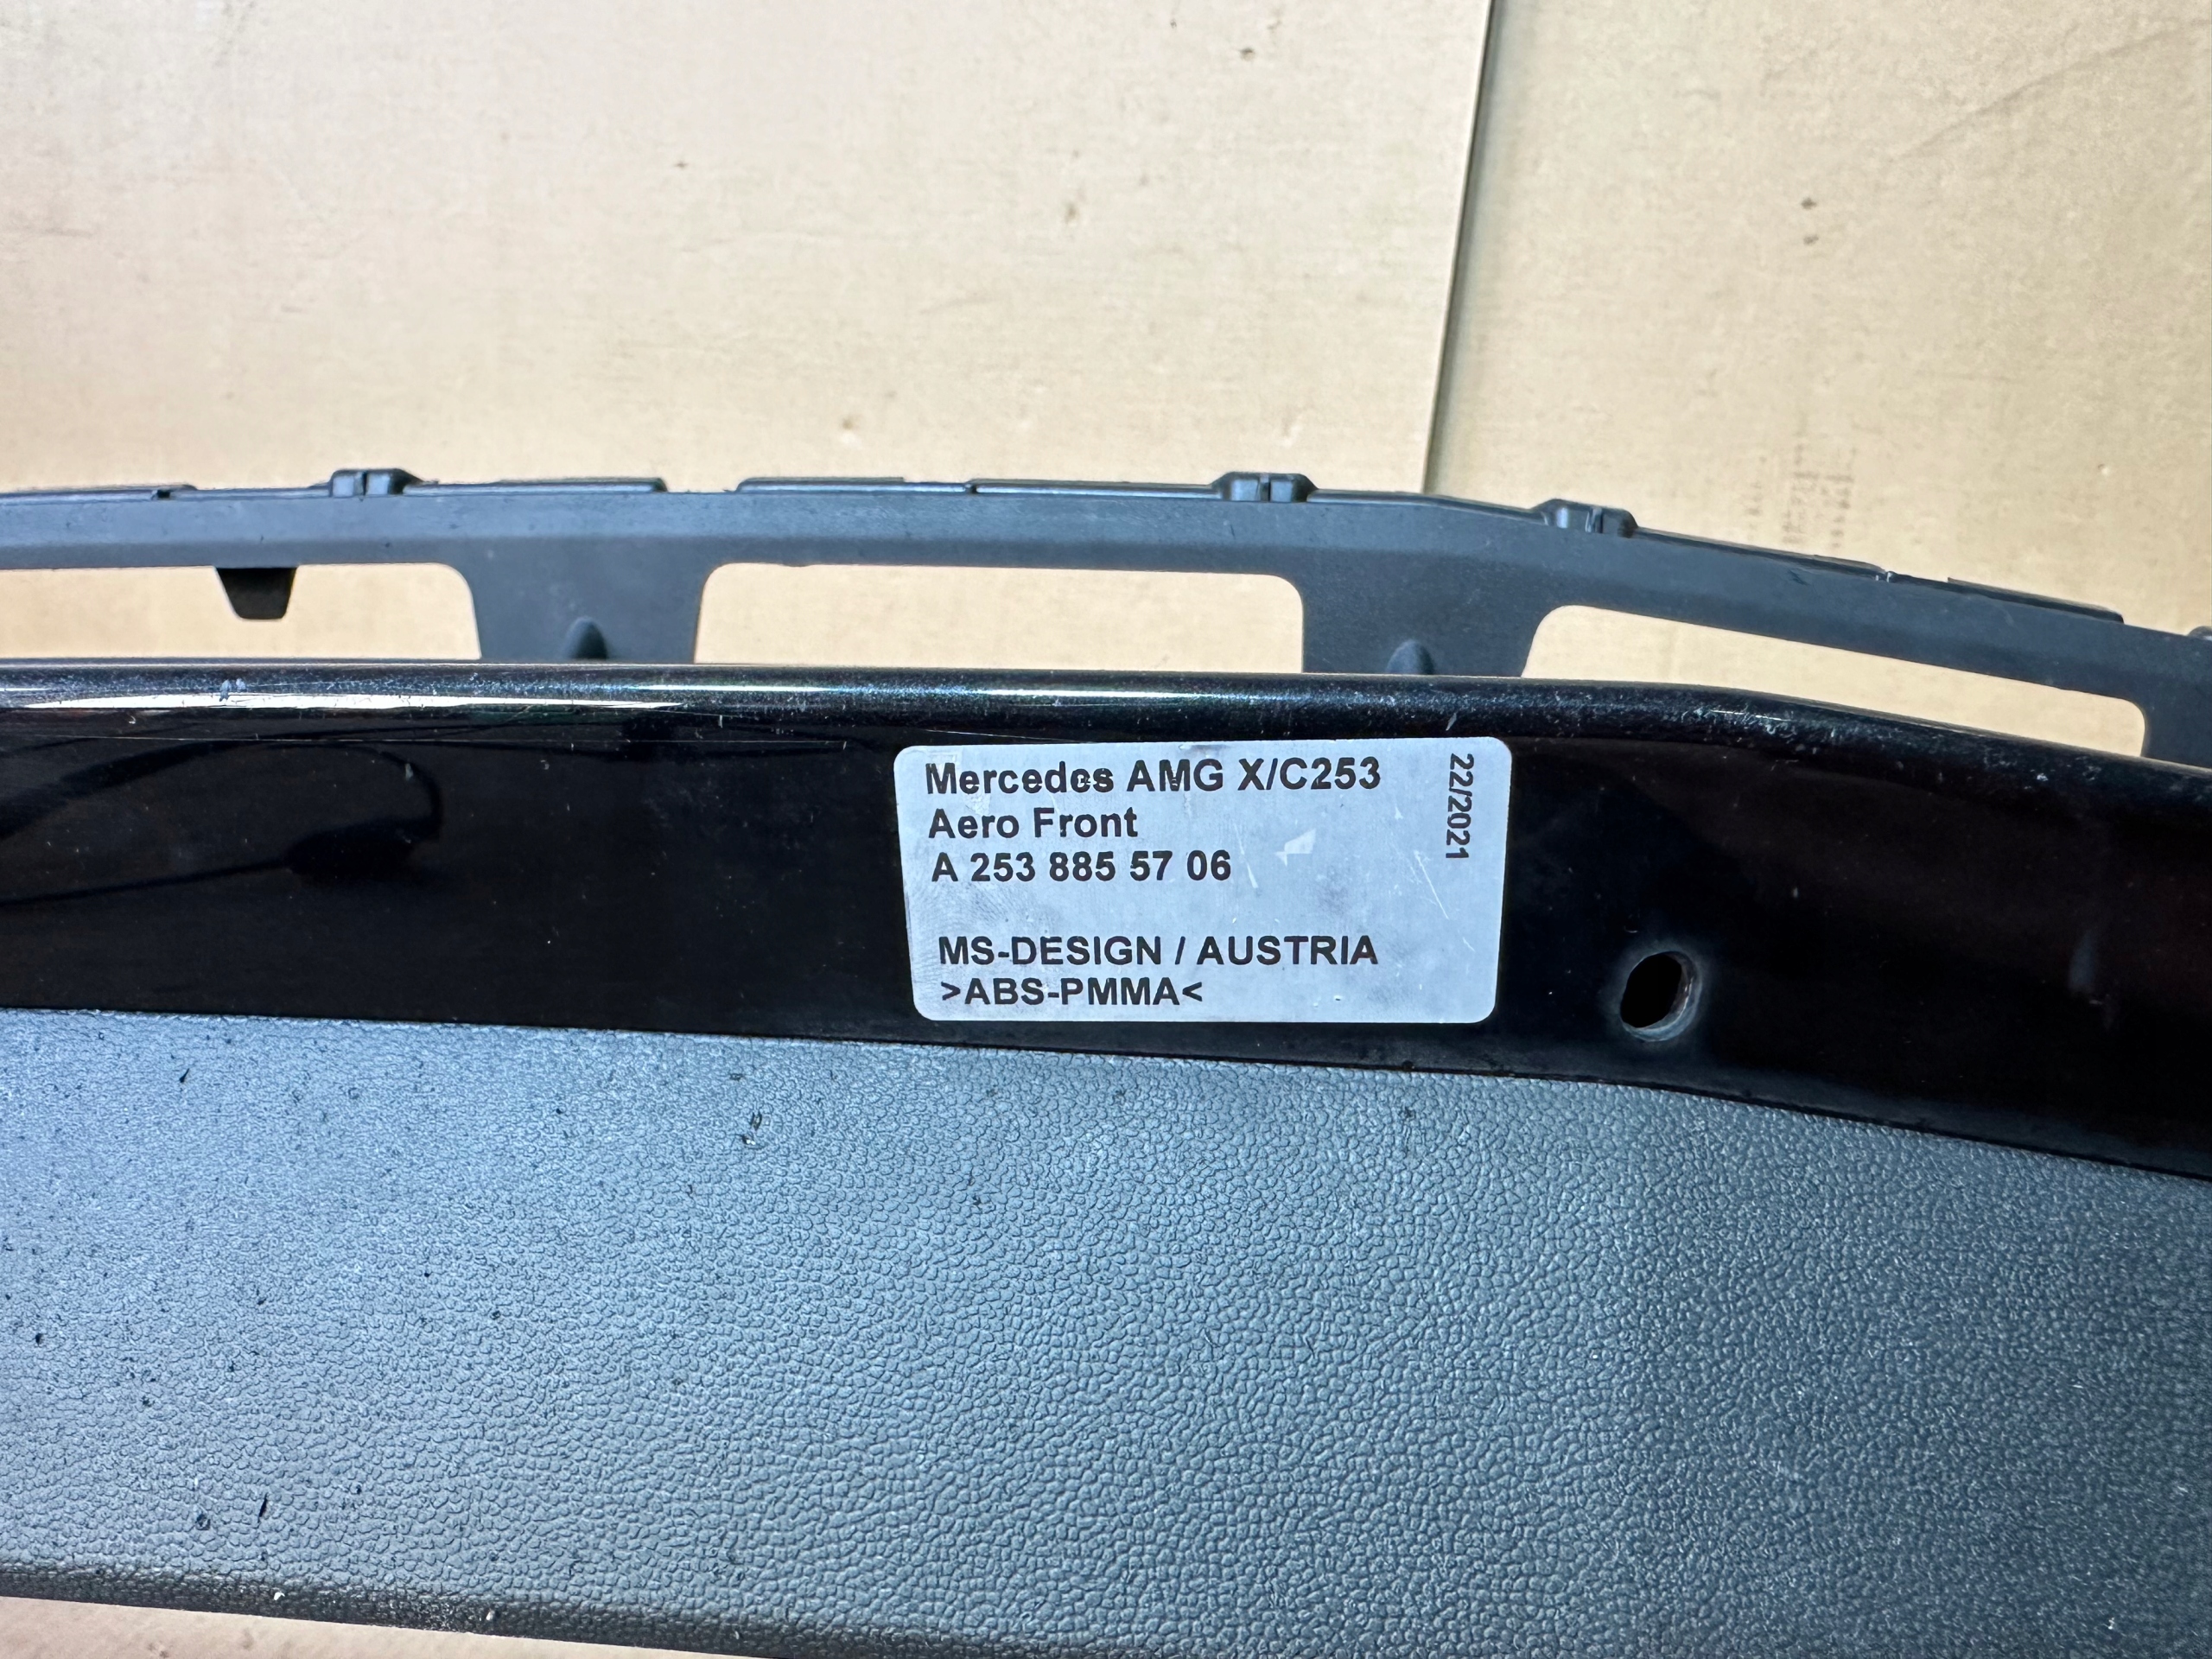 Mercedes AMG X/C253
Aero Front
A 253 885 57 06
MS-DESIGN / AUSTRIA
>ABS-PMMA<
22/2021